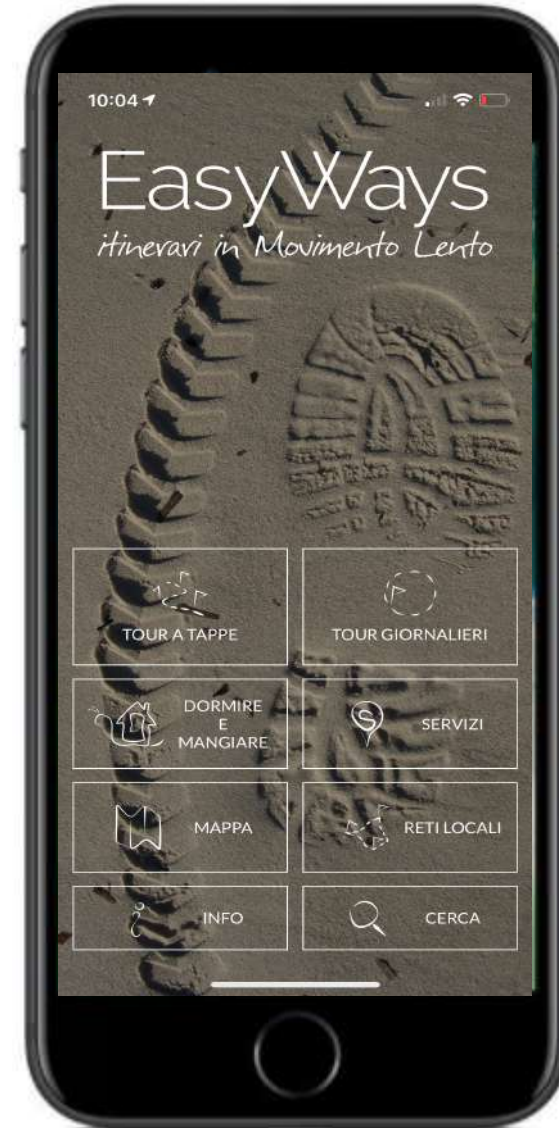 10:04
EasyWays
itinerari in Movimento Lento
TOUR A TAPPE
TOUR GIORNALIERI
DORMIRE
E
MANGIARE
S
SERVIZI
MAPPA
RETI LOCALI
INFO
CERCA